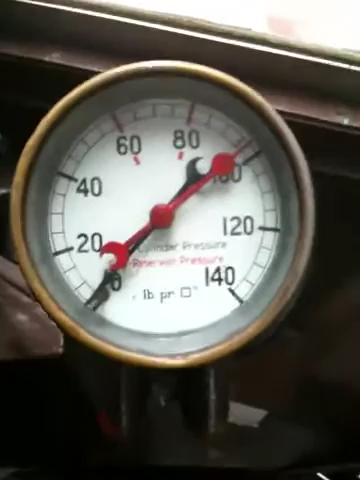 60 80
40 100
20 120
Cylinder Pressure
Reservoir Pressure
0 140
lb pr □"